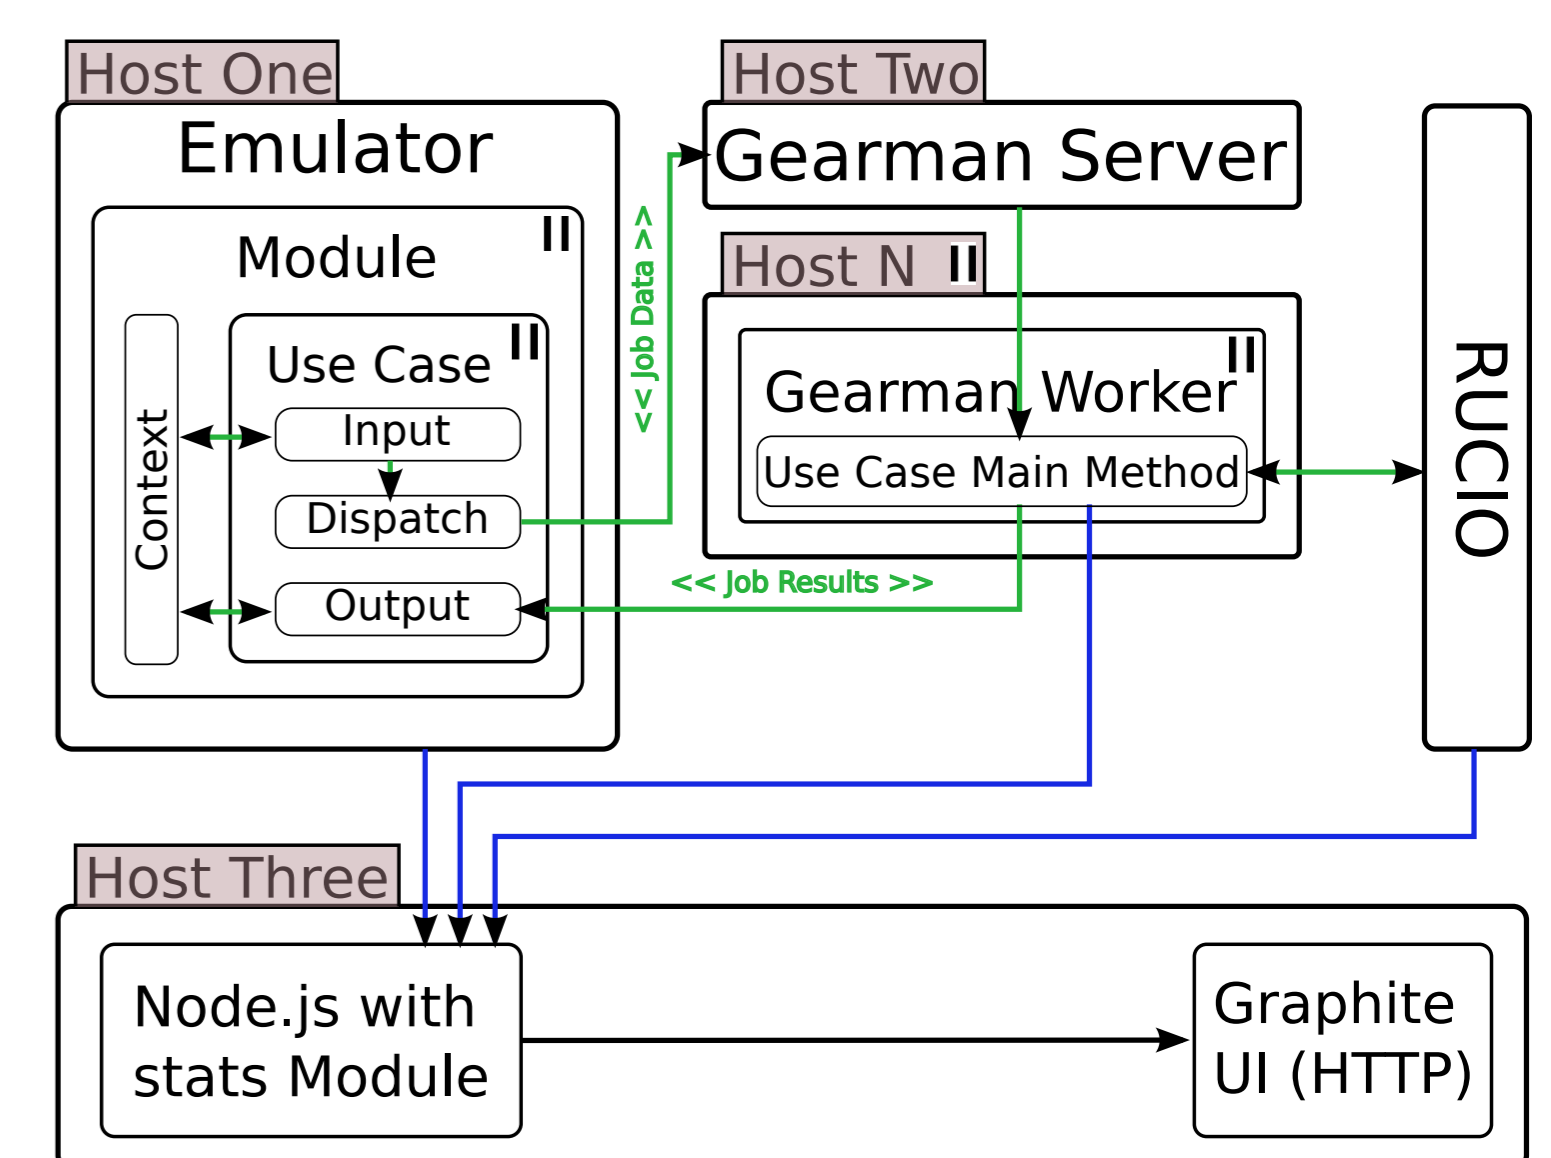 Host One
Emulator
Module
II
Use Case
II
Context
Input
Dispatch
Output
<< Job Data >>
Host Two
Gearman Server
Host N II
Gearman Worker
II
Use Case Main Method
<< Job Results >>
RUCIO
Host Three
Node.js with
stats Module
Graphite
UI (HTTP)